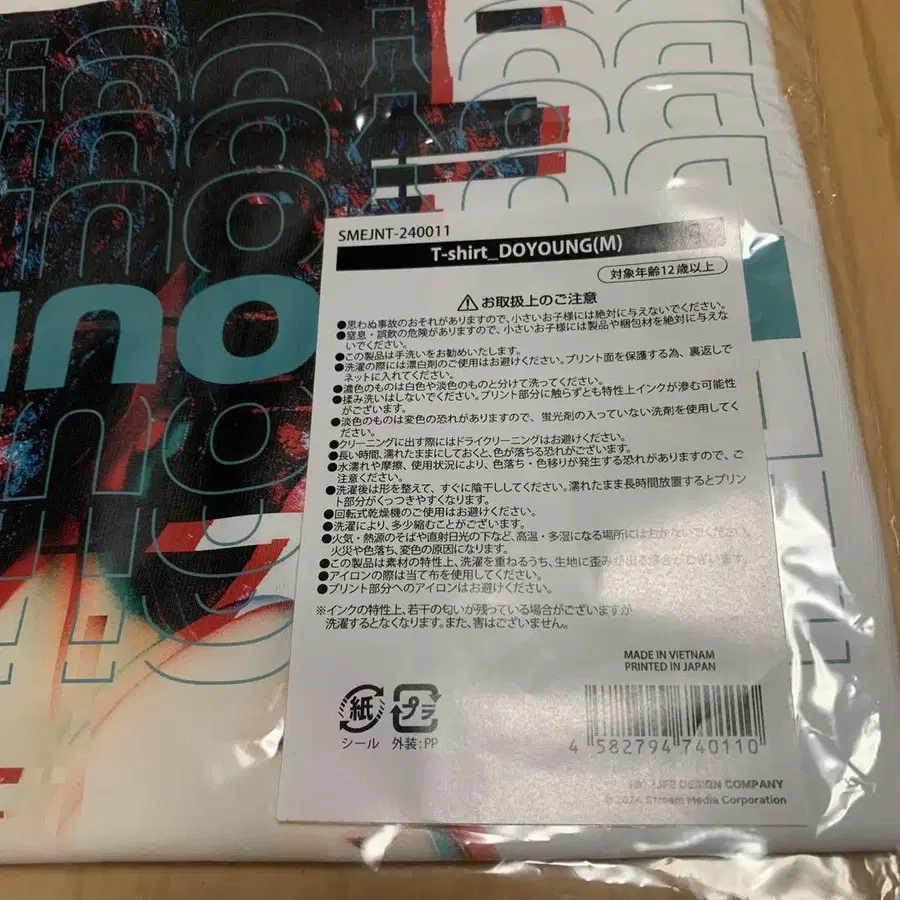 SMEJNT-240011
T-shirt_DOYOUNG(M)
対象年齢12歳以上
お取扱上のご注意
●思わぬ事故のおそれがありますので、小さいお子様には絶対に与えないでください。
●窒息・誤飲の危険がありますので、小さいお子様には製品や梱包材を絶対に与えな
いでください。
●この製品は手洗いをお勧めいたします。
●洗濯の際には漂白剤のご使用はお避けください。プリント面を保護する為、裏返しで
ネットに入れてください。
●濃色のものは白色や淡色のものと分けて洗ってください。
●揉み洗いはしないでください。プリント部分に触らずとも特性上インクが滲む可能性
がございます。
●淡色のものは変色の恐れがありますので、蛍光剤の入っていない洗剤を使用してく
ださい。
●クリーニングに出す際にはドライクリーニングはお避けください。
●長い時間、濡れたままにしておくと、色が落ちる恐れがございます。
●水濡れや摩擦、使用状況により、色落ち・色移りが発生する恐れがありますので、ご
注意ください。
●洗濯後は形を整えて、すぐに陰干ししてください。濡れたまま長時間放置するとプリン
ト部分がくっつきやすくなります。
●回転式乾燥機のご使用はお避けください。
●洗濯により、多少縮むことがございます。
●火気・熱源のそばや直射日光の下など、高温・多湿になる場所にはおかないでください。
火災や色落ち、変色の原因になります。
●この製品は素材の特性上、洗濯を重ねるうち、生地に歪みが出る場合がございます
●アイロンの際は当て布を使用してください。
●プリント部分へのアイロンはお避けください。
※インクの特性上、若干の匂いが残っている場合がございますが
洗濯するとなくなります。また、害はございません。
MADE IN VIETNAM
PRINTED IN JAPAN
紙 プラ
シール 外装:PP
4 582794 740110
LIFE DESIGN COMPANY
© 2024 Stream Media Corporation